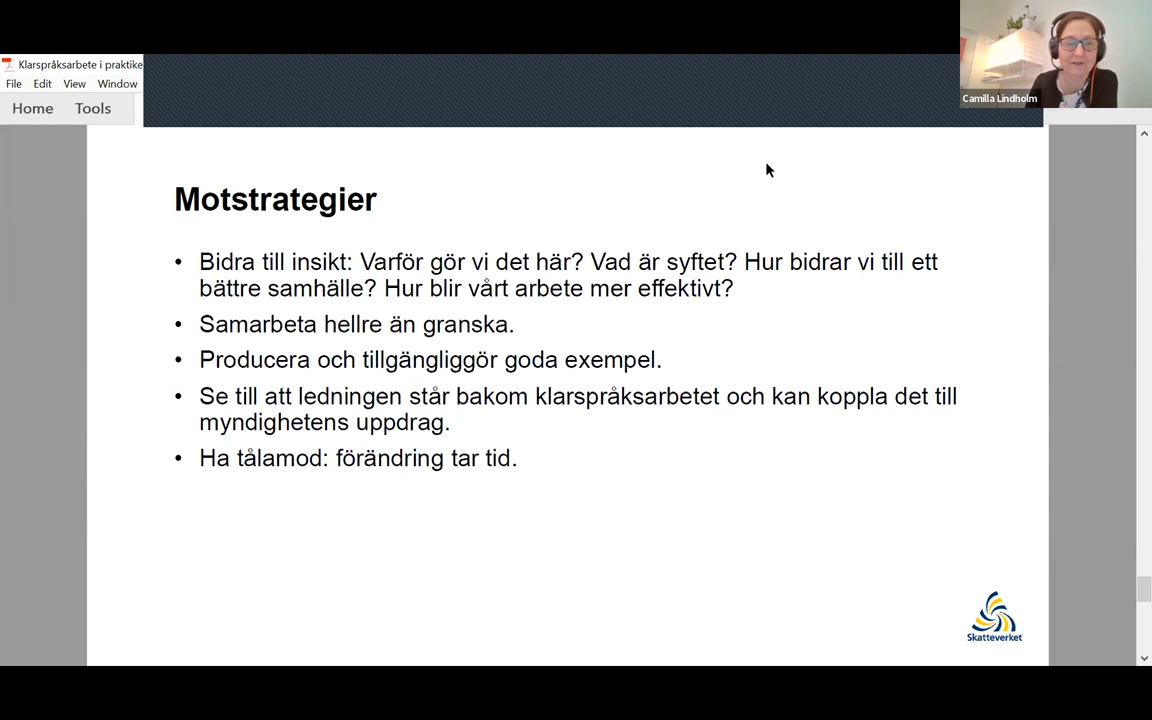 Klarspråksarbete i praktike
File Edit View Window
Home Tools
Camilla Lindholm
Motstrategier
• Bidra till insikt: Varför gör vi det här? Vad är syftet? Hur bidrar vi till ett
bättre samhälle? Hur blir vårt arbete mer effektivt?
• Samarbeta hellre än granska.
• Producera och tillgängliggör goda exempel.
• Se till att ledningen står bakom klarspråksarbetet och kan koppla det till
myndighetens uppdrag.
• Ha tålamod: förändring tar tid.
Skatteverket